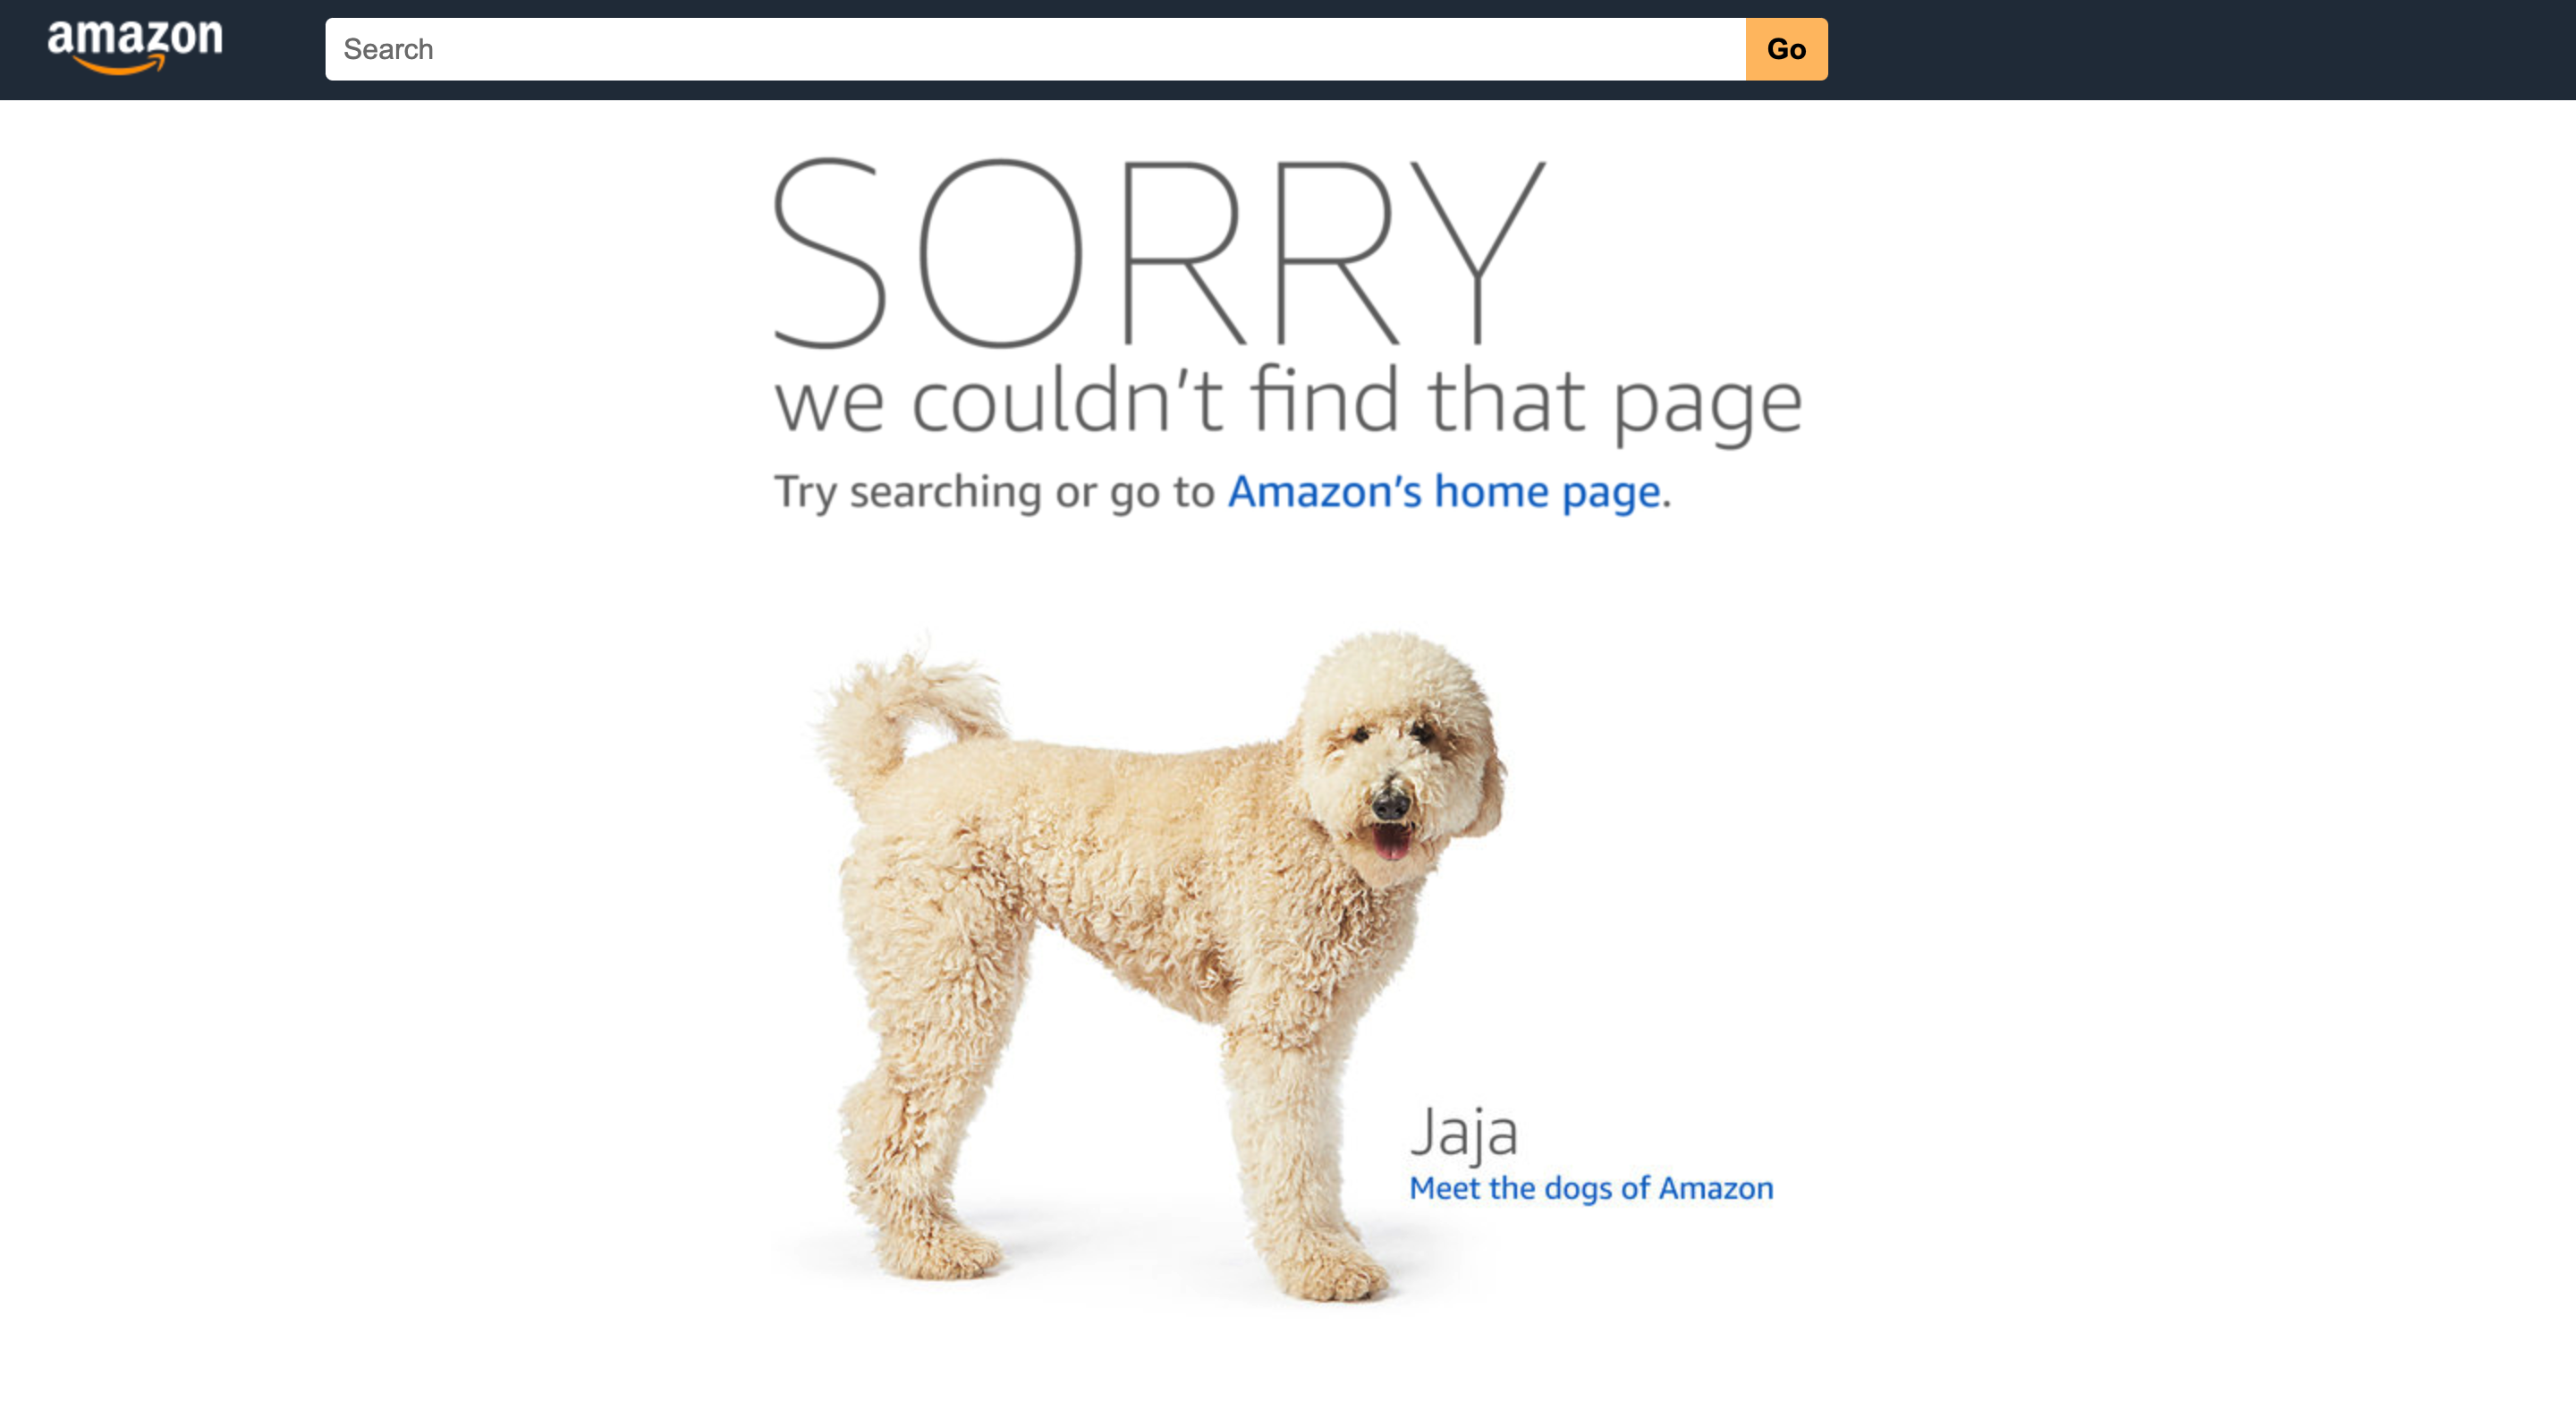 amazon
Search
Go
SORRY
we couldn’t find that page
Try searching or go to Amazon’s home page.
Jaja
Meet the dogs of Amazon